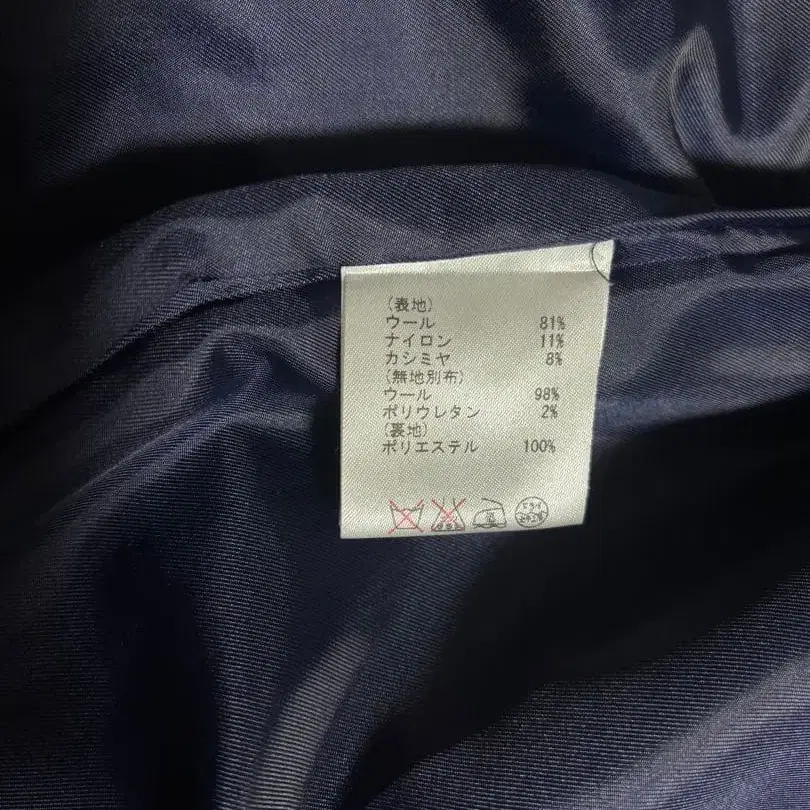 (表地)
ウール 81%
ナイロン 11%
カシミヤ 8%
(無地別布)
ウール 98%
ポリウレタン 2%
(裏地)
ポリエステル 100%